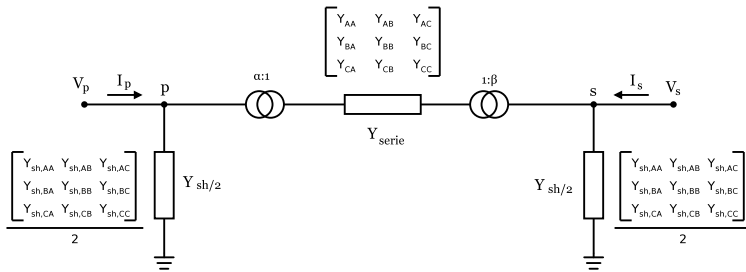 Y_AA Y_AB Y_AC
Y_BA Y_BB Y_BC
Y_CA Y_CB Y_CC
V_p I_p p α:1 1:β s I_s V_s
Y_serie
Y_sh,AA Y_sh,AB Y_sh,AC
Y_sh,BA Y_sh,BB Y_sh,BC
Y_sh,CA Y_sh,CB Y_sh,CC
2
Y_sh/2
Y_sh/2
Y_sh,AA Y_sh,AB Y_sh,AC
Y_sh,BA Y_sh,BB Y_sh,BC
Y_sh,CA Y_sh,CB Y_sh,CC
2